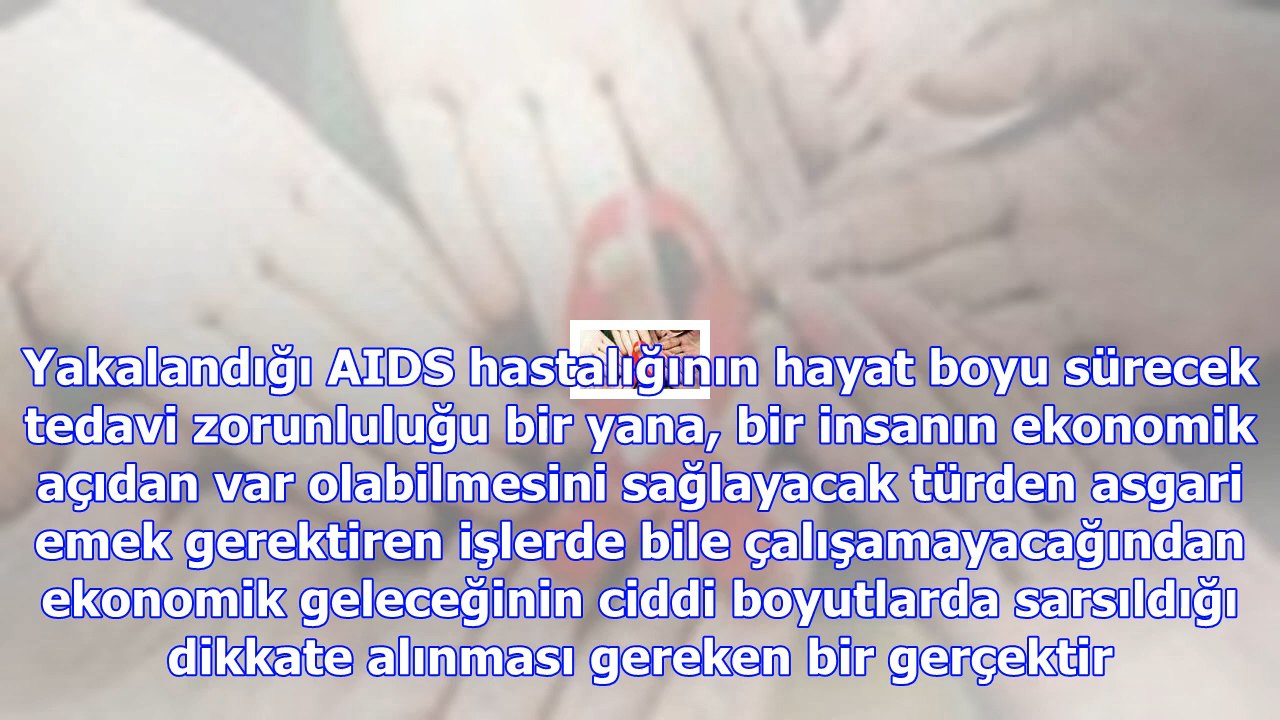 Yakalandığı AIDS hastalığının hayat boyu sürecek
tedavi zorunluluğu bir yana, bir insanın ekonomik
açıdan var olabilmesini sağlayacak türden asgari
emek gerektiren işlerde bile çalışamayacağından
ekonomik geleceğinin ciddi boyutlarda sarsıldığı
dikkate alınması gereken bir gerçektir